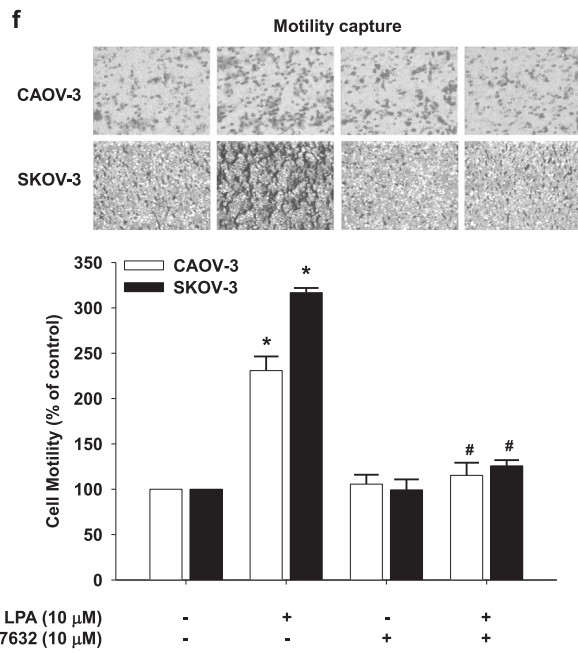 f
Motility capture
CAOV-3
SKOV-3
350
300
250
200
150
100
50
0
Cell Motility (% of control)
CAOV-3
SKOV-3
*
*
#
#
LPA (10 μM) - + - +
7632 (10 μM) - - + +